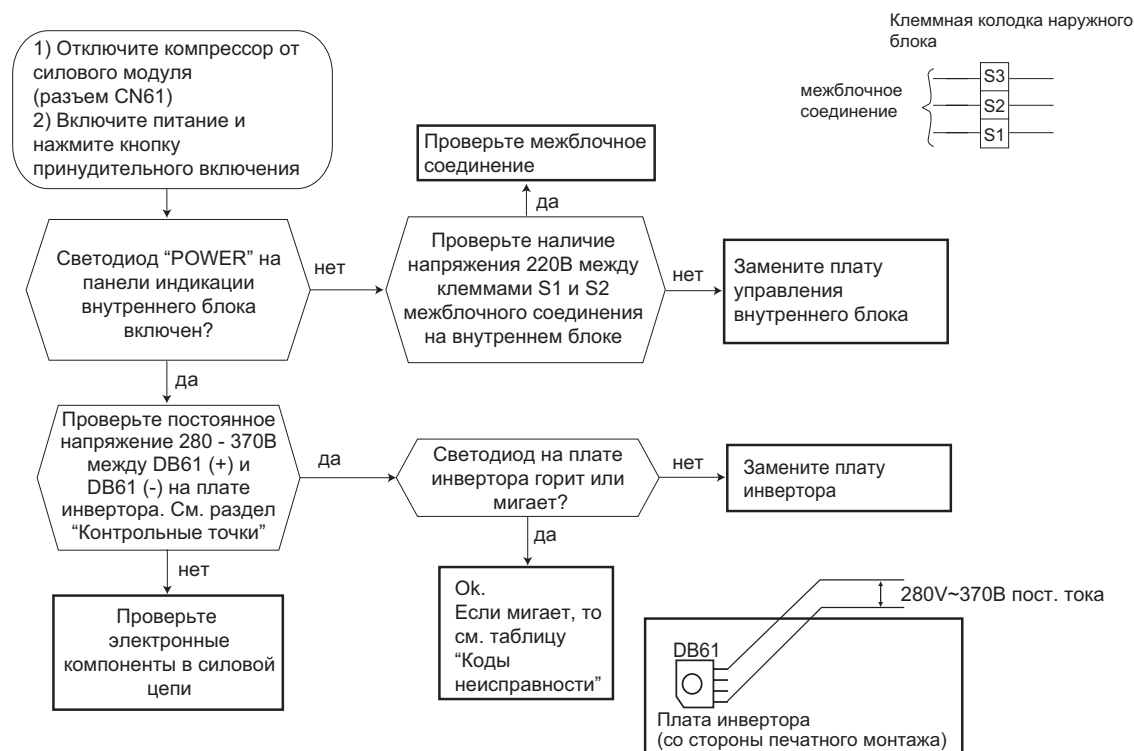 1) Отключите компрессор от
силового модуля
(разъем CN61)
2) Включите питание и
нажмите кнопку
принудительного включения
Клеммная колодка наружного
блока
межблочное
соединение
S3
S2
S1
Проверьте межблочное
соединение
да
Светодиод “POWER” на
панели индикации
внутреннего блока
включен?
нет
Проверьте наличие
напряжения 220В между
клеммами S1 и S2
межблочного соединения
на внутреннем блоке
нет
Замените плату
управления
внутреннего блока
да
Проверьте постоянное
напряжение 280 - 370В
между DB61 (+) и
DB61 (-) на плате
инвертора. См. раздел
“Контрольные точки”
да
Светодиод на плате
инвертора горит или
мигает?
нет
Замените плату
инвертора
нет
да
Проверьте
электронные
компоненты в силовой
цепи
Ok.
Если мигает, то
см. таблицу
“Коды
неисправности”
280V~370В пост. тока
DB61
Плата инвертора
(со стороны печатного монтажа)